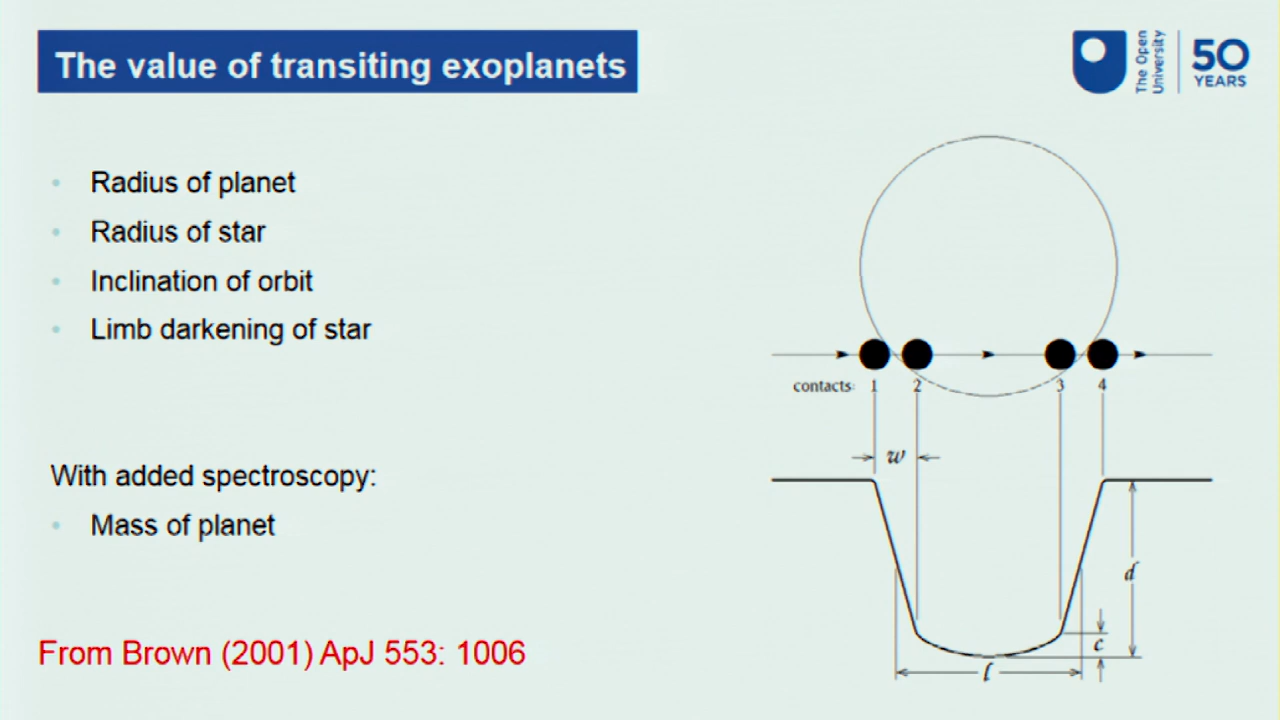 The value of transiting exoplanets
The Open
University
50
YEARS
Radius of planet
Radius of star
Inclination of orbit
Limb darkening of star
With added spectroscopy:
Mass of planet
From Brown (2001) ApJ 553: 1006
contacts: 1 2 3 4
w
d
c
l